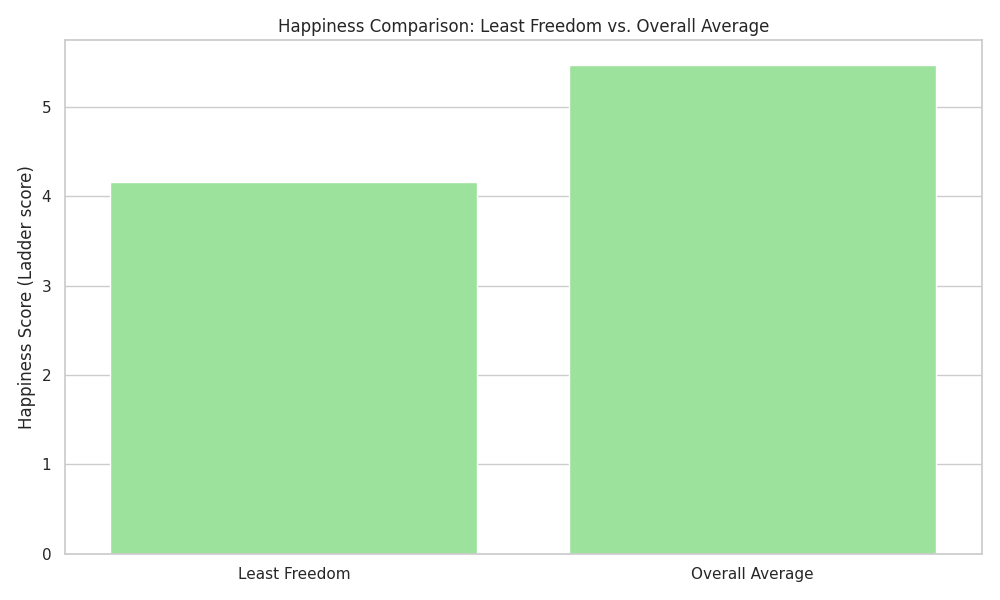 Happiness Comparison: Least Freedom vs. Overall Average
Happiness Score (Ladder score)
5
4
3
2
1
0
Least Freedom
Overall Average